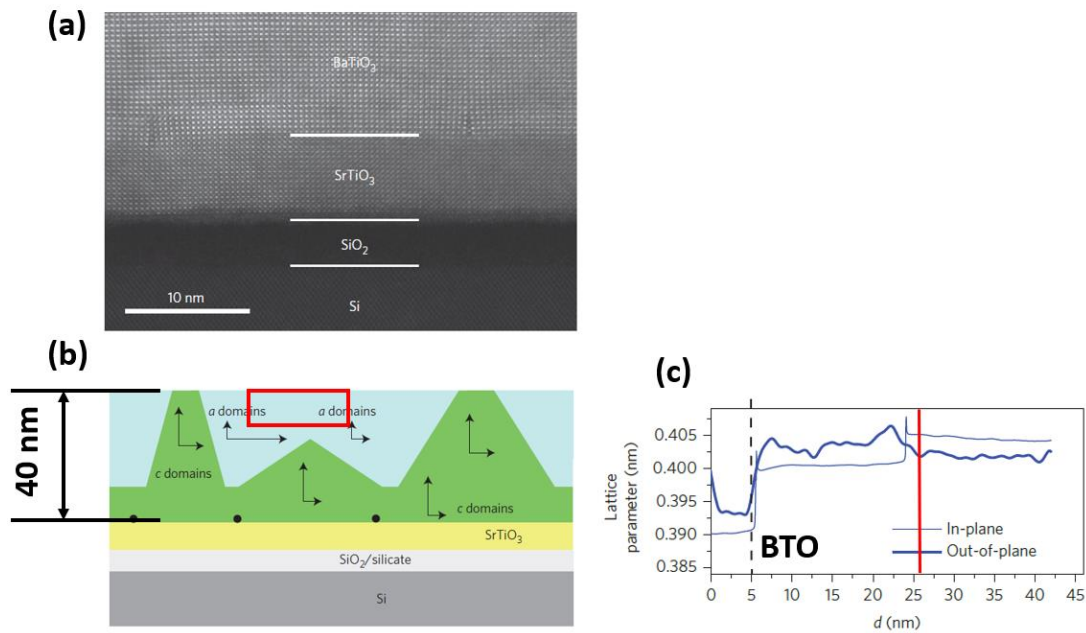 (a)
BaTiO3
SrTiO3
SiO2
10 nm
Si
(b)
40 nm
a domains
a domains
c domains
c domains
SrTiO3
SiO2/silicate
Si
(c)
Lattice
parameter (nm)
0.405
0.400
0.395
0.390
0.385
BTO
In-plane
Out-of-plane
0 5 10 15 20 25 30 35 40 45
d (nm)